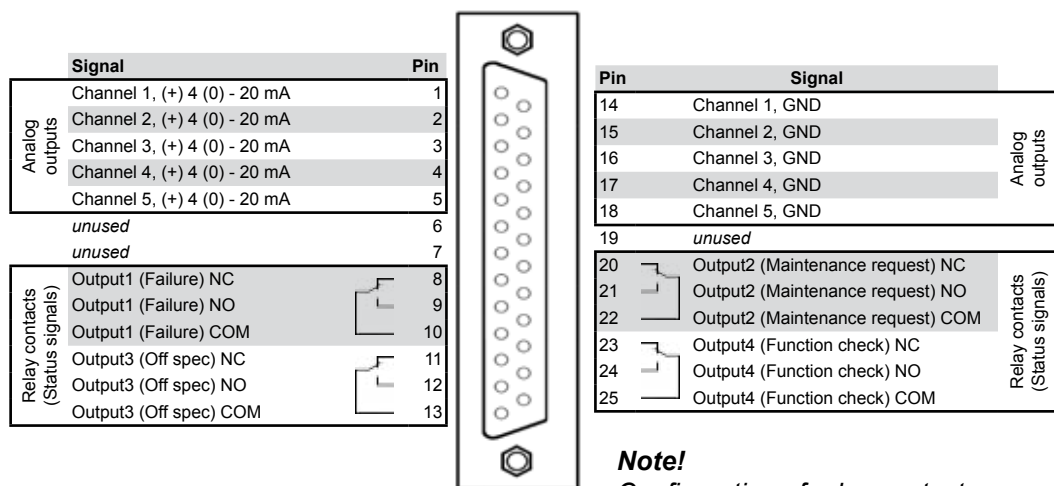 Signal Pin
Analog outputs
Channel 1, (+) 4 (0) - 20 mA 1
Channel 2, (+) 4 (0) - 20 mA 2
Channel 3, (+) 4 (0) - 20 mA 3
Channel 4, (+) 4 (0) - 20 mA 4
Channel 5, (+) 4 (0) - 20 mA 5
unused 6
unused 7
Relay contacts (Status signals)
Output1 (Failure) NC 8
Output1 (Failure) NO 9
Output1 (Failure) COM 10
Output3 (Off spec) NC 11
Output3 (Off spec) NO 12
Output3 (Off spec) COM 13
Pin Signal
14 Channel 1, GND
15 Channel 2, GND
16 Channel 3, GND
17 Channel 4, GND
18 Channel 5, GND
Analog outputs
19 unused
20 Output2 (Maintenance request) NC
21 Output2 (Maintenance request) NO
22 Output2 (Maintenance request) COM
23 Output4 (Function check) NC
24 Output4 (Function check) NO
25 Output4 (Function check) COM
Relay contacts (Status signals)
Note!